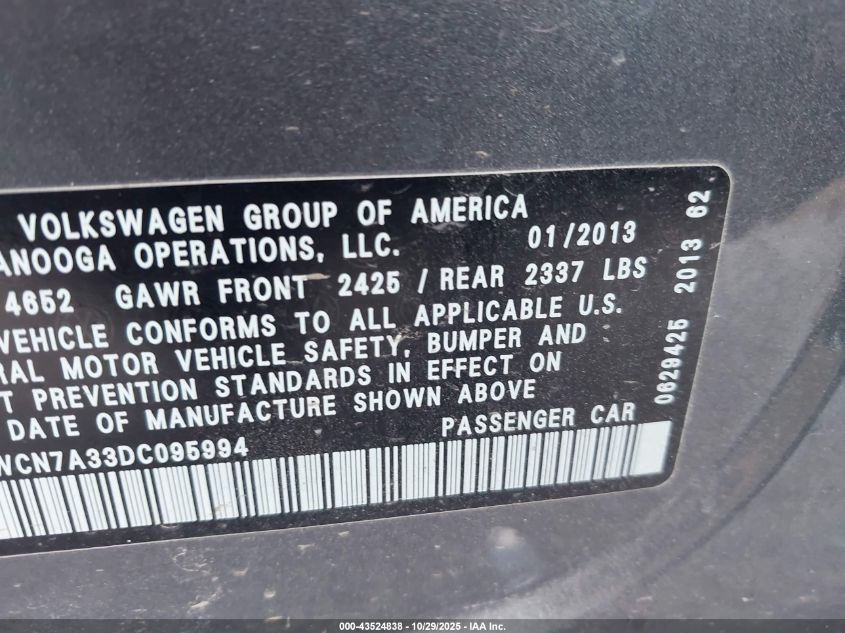 VOLKSWAGEN GROUP OF AMERICA
ANOOGA OPERATIONS, LLC. 01/2013
4652 GAWR FRONT 2425 / REAR 2337 LBS
VEHICLE CONFORMS TO ALL APPLICABLE U.S.
RAL MOTOR VEHICLE SAFETY, BUMPER AND
T PREVENTION STANDARDS IN EFFECT ON
DATE OF MANUFACTURE SHOWN ABOVE
PASSENGER CAR
WCN7A33DC095994
0629425 2013 62
000-43524838 - 10/29/2025 - IAA Inc.